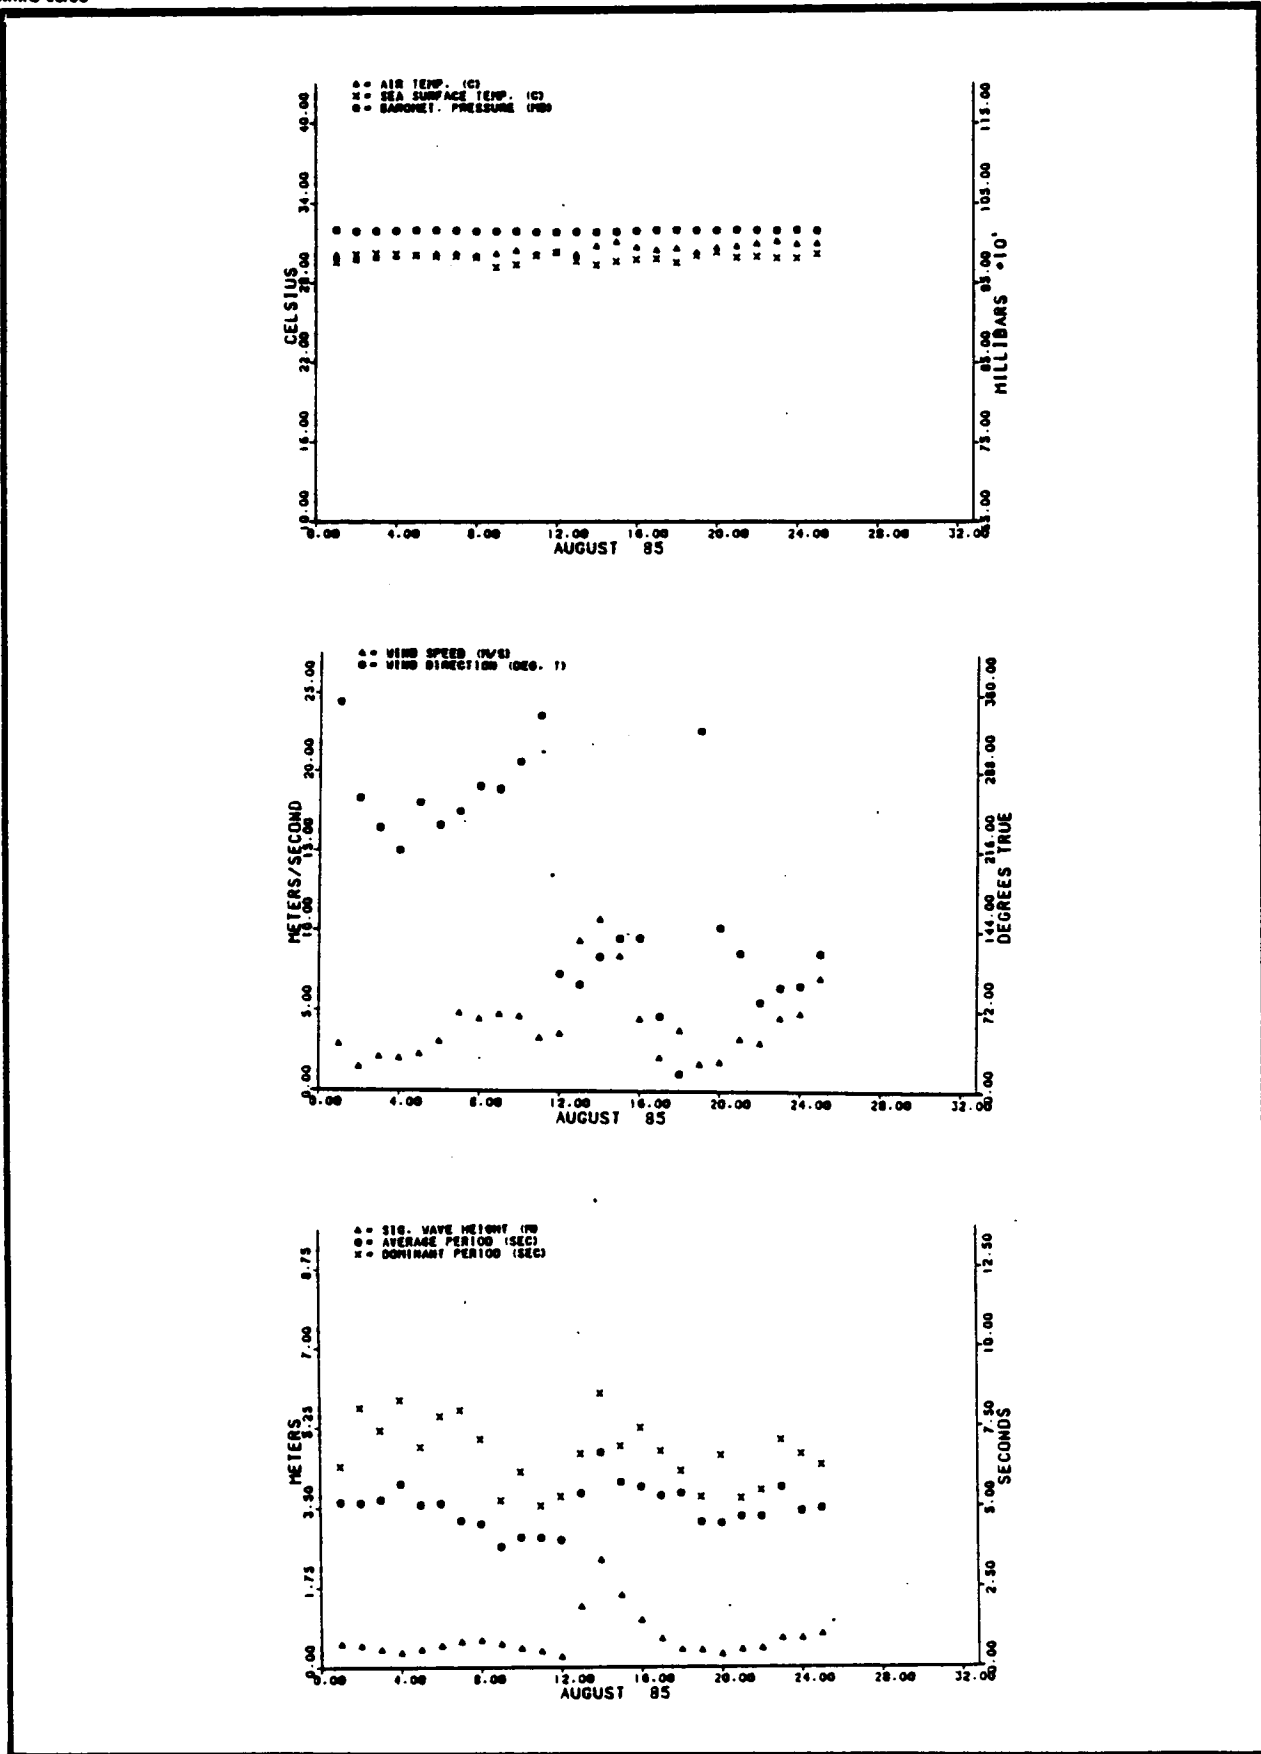 ▲= AIR TEMP. (C)
x= SEA SURFACE TEMP. (C)
●= BAROMET. PRESSURE (MB)
40.00
34.00
28.00
22.00
16.00
10.00
CELSIUS
115.00
105.00
95.00
85.00
75.00
65.00
MILLIBARS *10'
0.00 4.00 8.00 12.00 16.00 20.00 24.00 28.00 32.00
AUGUST 85
▲= WIND SPEED (M/S)
●= WIND DIRECTION (DEG. T)
25.00
20.00
15.00
10.00
5.00
0.00
METERS/SECOND
360.00
288.00
216.00
144.00
72.00
0.00
DEGREES TRUE
0.00 4.00 8.00 12.00 16.00 20.00 24.00 28.00 32.00
AUGUST 85
▲= SIG. WAVE HEIGHT (M)
●= AVERAGE PERIOD (SEC)
x= DOMINANT PERIOD (SEC)
8.75
7.00
5.25
3.50
1.75
0.00
METERS
12.50
10.00
7.50
5.00
2.50
0.00
SECONDS
0.00 4.00 8.00 12.00 16.00 20.00 24.00 28.00 32.00
AUGUST 85